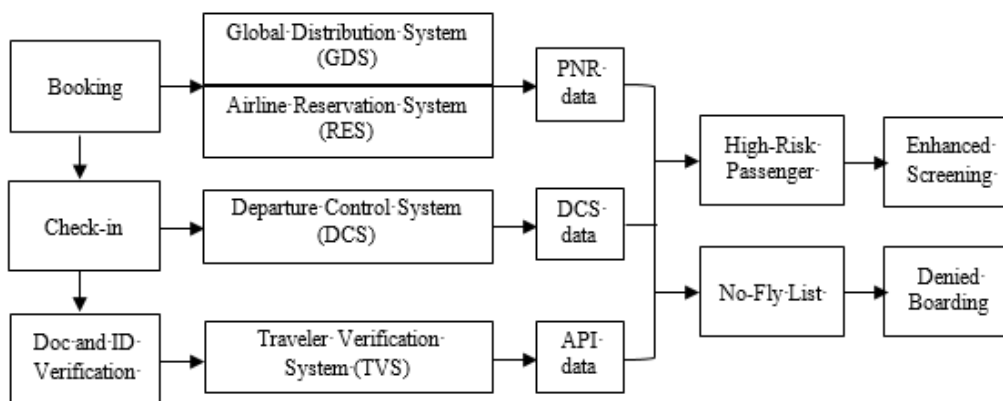 Global Distribution System
(GDS)
PNR
data
Booking
Airline Reservation System
(RES)
High-Risk
Passenger
Enhanced
Screening
Check-in
Departure Control System
(DCS)
DCS
data
No-Fly List
Denied
Boarding
Doc and ID
Verification
Traveler Verification
System (TVS)
API
data